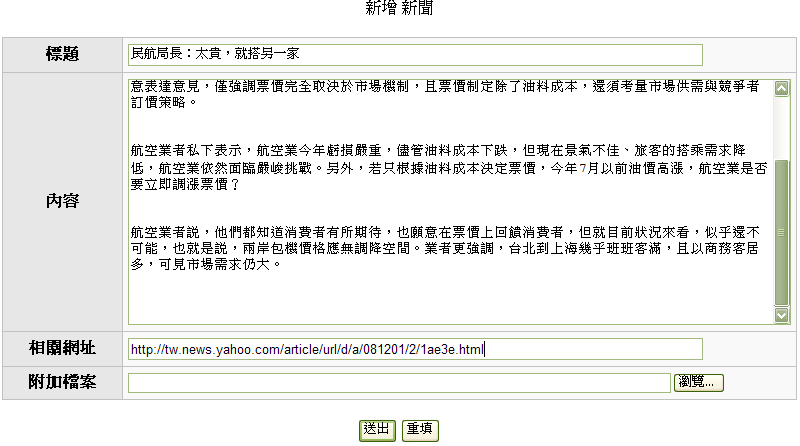 新增 新聞
標題
民航局長：太貴，就搭另一家
內容
意表達意見，僅強調票價完全取決於市場機制，且票價制定除了油料成本，還須考量市場供需與競爭者
訂價策略。
航空業者私下表示，航空業今年虧損嚴重，儘管油料成本下跌，但現在景氣不佳、旅客的搭乘需求降
低，航空業依然面臨嚴峻挑戰。另外，若只根據油料成本決定票價，今年7月以前油價高漲，航空業是否
要立即調漲票價？
航空業者說，他們都知道消費者有所期待，也願意在票價上回饋消費者，但就目前狀況來看，似乎還不
可能，也就是說，兩岸包機價格應無調降空間。業者更強調，台北到上海幾乎班班客滿，且以商務客居
多，可見市場需求仍大。
相關網址
http://tw.news.yahoo.com/article/url/d/a/081201/2/1ae3e.html
附加檔案
瀏覽...
送出 重填